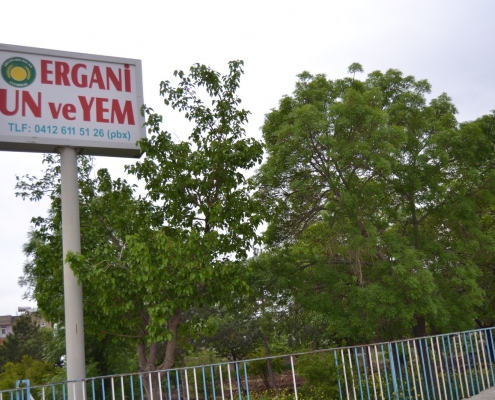 ERGANİ
UN ve YEM
TLF: 0412 611 51 26 (pbx)